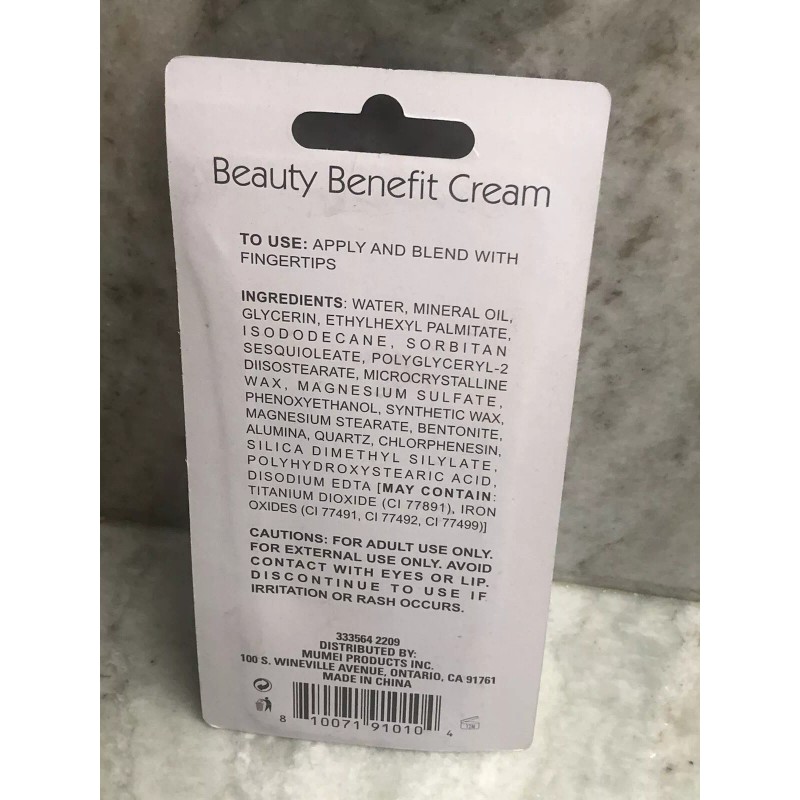 Beauty Benefit Cream
TO USE: APPLY AND BLEND WITH
FINGERTIPS
INGREDIENTS: WATER, MINERAL OIL,
GLYCERIN, ETHYLHEXYL PALMITATE,
ISODODECANE, SORBITAN
SESQUIOLEATE, POLYGLYCERYL-2
DIISOSTEARATE, MICROCRYSTALLINE
WAX, MAGNESIUM SULFATE,
PHENOXYETHANOL, SYNTHETIC WAX,
MAGNESIUM STEARATE, BENTONITE,
ALUMINA, QUARTZ, CHLORPHENESIN,
SILICA DIMETHYL SILYLATE,
POLYHYDROXYSTEARIC ACID,
DISODIUM EDTA [MAY CONTAIN:
TITANIUM DIOXIDE (CI 77891), IRON
OXIDES (CI 77491, CI 77492, CI 77499)]
CAUTIONS: FOR ADULT USE ONLY.
FOR EXTERNAL USE ONLY. AVOID
CONTACT WITH EYES OR LIP.
DISCONTINUE TO USE IF
IRRITATION OR RASH OCCURS.
333564 2209
DISTRIBUTED BY:
MUMEI PRODUCTS INC.
100 S. WINEVILLE AVENUE, ONTARIO, CA 91761
MADE IN CHINA
8 10071 91010 4